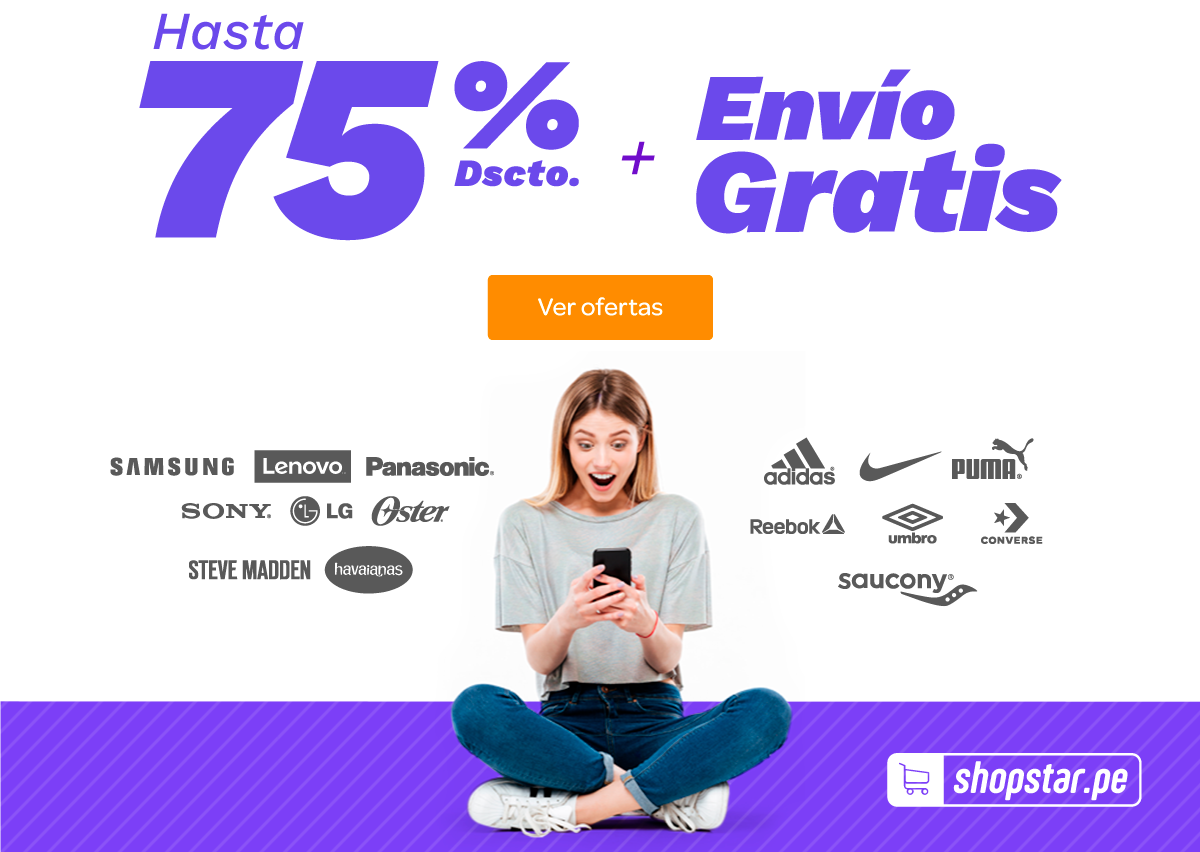 Hasta
75% Dscto.
+
Envío
Gratis
Ver ofertas
SAMSUNG Lenovo Panasonic
SONY LG Oster
STEVE MADDEN havaianas
adidas PUMA
Reebok umbro CONVERSE
saucony
shopstar.pe